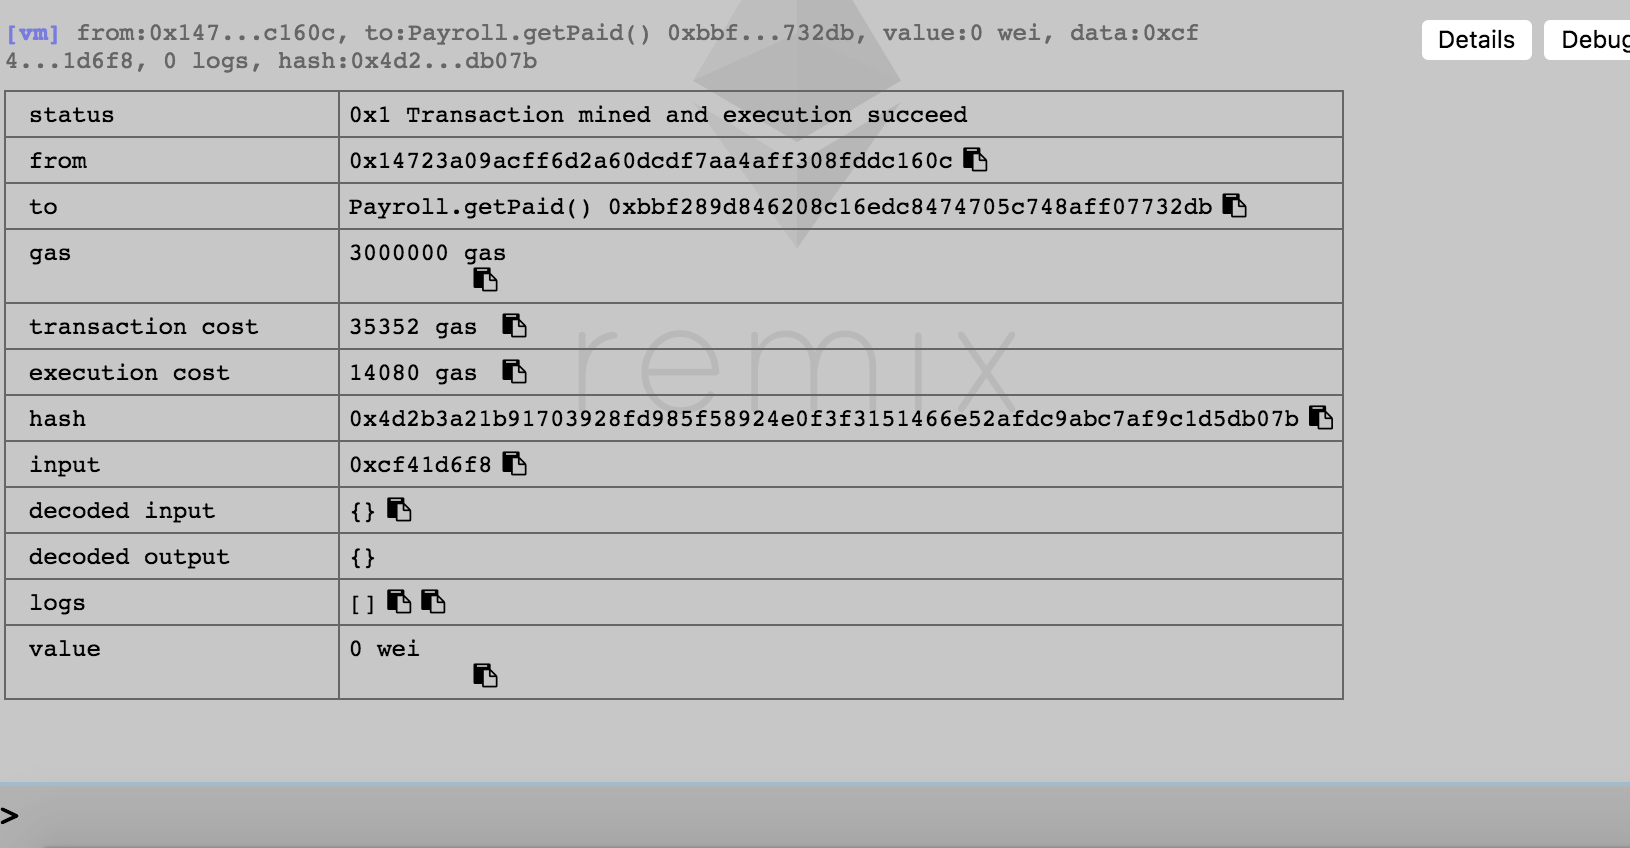 [vm] from:0x147...c160c, to:Payroll.getPaid() 0xbbf...732db, value:0 wei, data:0xcf
4...1d6f8, 0 logs, hash:0x4d2...db07b
Details
Debug
status
0x1 Transaction mined and execution succeed
from
0x14723a09acff6d2a60dcdf7aa4aff308fddc160c
to
Payroll.getPaid() 0xbbf289d846208c16edc8474705c748aff07732db
gas
3000000 gas
transaction cost
35352 gas
execution cost
14080 gas
remix
hash
0x4d2b3a21b91703928fd985f58924e0f3f3151466e52afdc9abc7af9c1d5db07b
input
0xcf41d6f8
decoded input
{}
decoded output
{}
logs
[]
value
0 wei
>